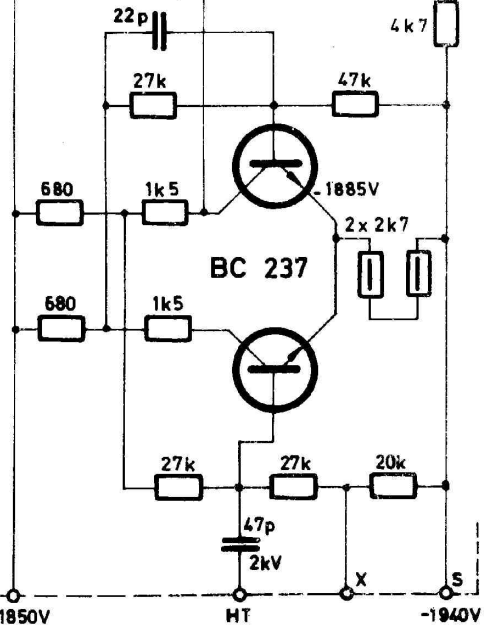 22p
4k7
27k
47k
680
1k5
-1885V
2x 2k7
BC 237
680
1k5
27k
27k
20k
47p
2kV
X
S
1850V
HT
-1940V